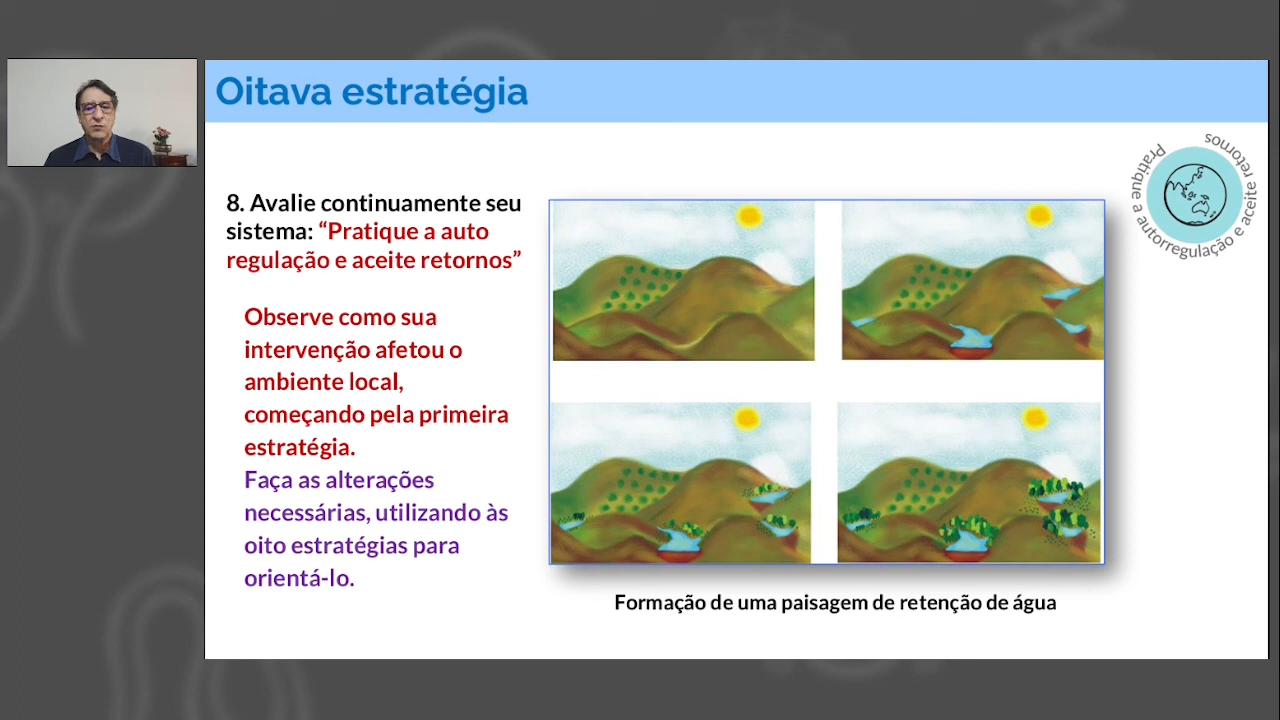 Oitava estratégia
Pratique a autorregulação e aceite retornos
8. Avalie continuamente seu
sistema: “Pratique a auto
regulação e aceite retornos”
Observe como sua
intervenção afetou o
ambiente local,
começando pela primeira
estratégia.
Faça as alterações
necessárias, utilizando às
oito estratégias para
orientá-lo.
Formação de uma paisagem de retenção de água